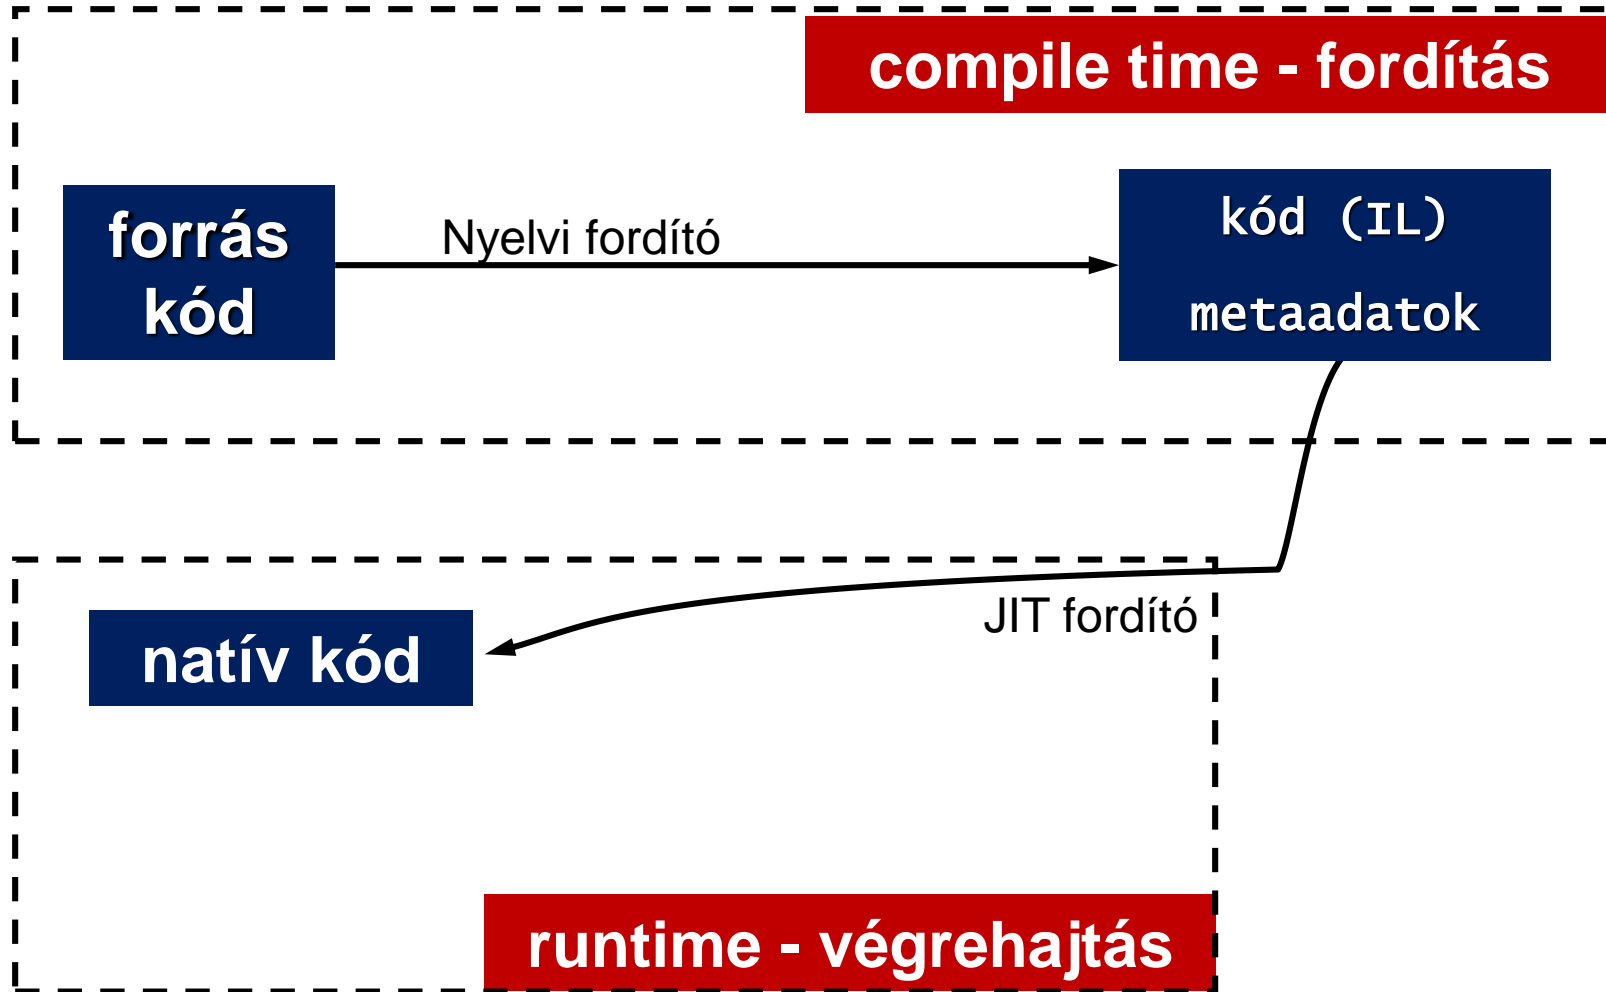 compile time - fordítás
forrás
kód
Nyelvi fordító
kód (IL)
metaadatok
JIT fordító
natív kód
runtime - végrehajtás